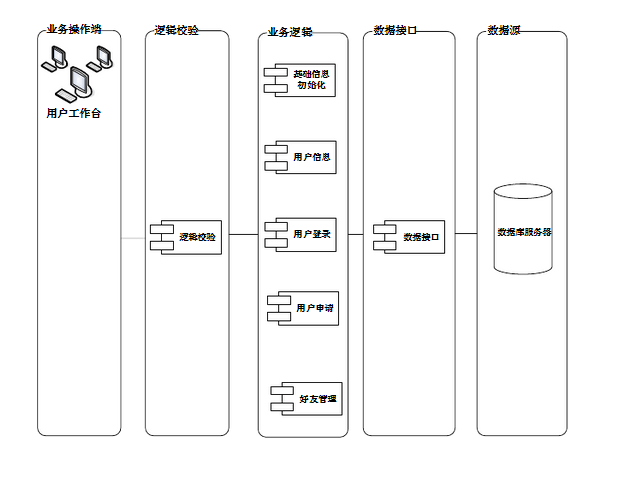 业务操作端
逻辑校验
业务逻辑
数据接口
数据源
用户工作台
基础信息
初始化
用户信息
逻辑校验
用户登录
数据接口
数据库服务器
用户申请
好友管理